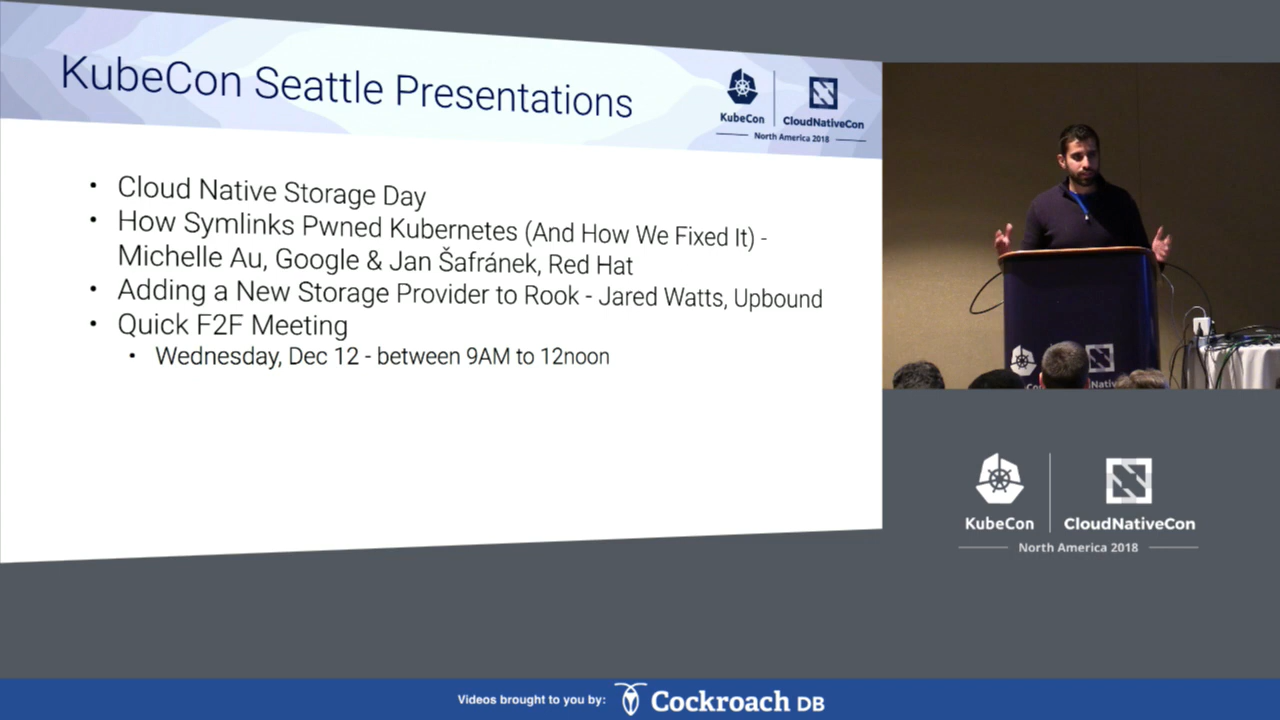 KubeCon Seattle Presentations
KubeCon
CloudNativeCon
North America 2018
• Cloud Native Storage Day
• How Symlinks Pwned Kubernetes (And How We Fixed It) -
Michelle Au, Google & Jan Šafránek, Red Hat
• Adding a New Storage Provider to Rook - Jared Watts, Upbound
• Quick F2F Meeting
• Wednesday, Dec 12 - between 9AM to 12noon
KubeCon
CloudNativeCon
North America 2018
Videos brought to you by: Cockroach DB